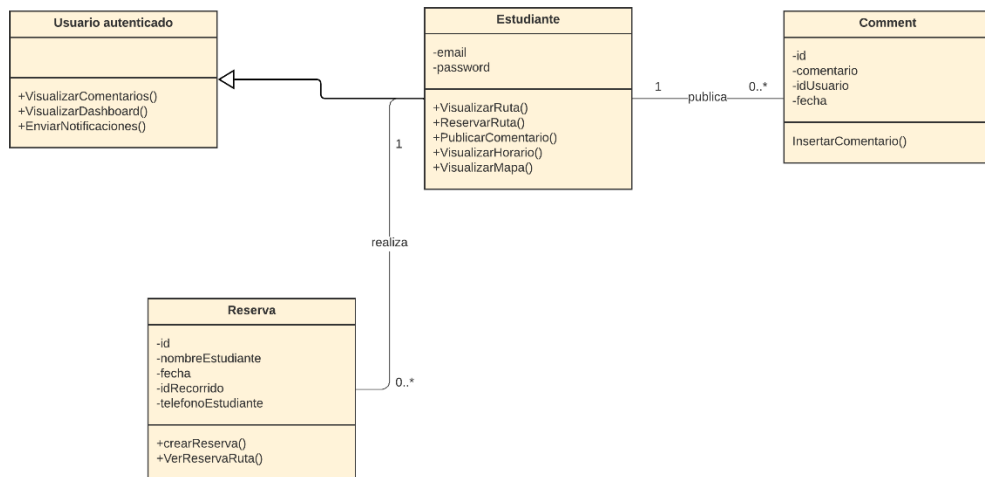 Usuario autenticado
+VisualizarComentarios()
+VisualizarDashboard()
+EnviarNotificaciones()
Estudiante
-email
-password
+VisualizarRuta()
+ReservarRuta()
+PublicarComentario()
+VisualizarHorario()
+VisualizarMapa()
1
publica
0..*
Comment
-id
-comentario
-idUsuario
-fecha
InsertarComentario()
1
realiza
0..*
Reserva
-id
-nombreEstudiante
-fecha
-idRecorrido
-telefonoEstudiante
+crearReserva()
+VerReservaRuta()